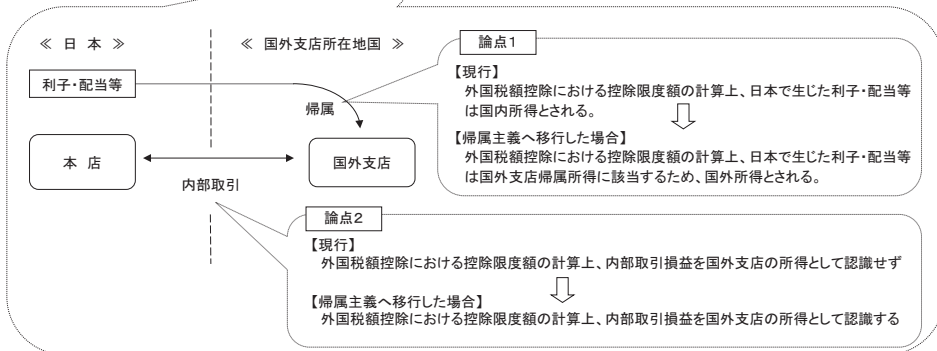 ≪ 日 本 ≫
≪ 国外支店所在地国 ≫
利子・配当等
帰属
本 店
国外支店
内部取引
論点1
【現行】
外国税額控除における控除限度額の計算上、日本で生じた利子・配当等
は国内所得とされる。
【帰属主義へ移行した場合】
外国税額控除における控除限度額の計算上、日本で生じた利子・配当等
は国外支店帰属所得に該当するため、国外所得とされる。
論点2
【現行】
外国税額控除における控除限度額の計算上、内部取引損益を国外支店の所得として認識せず
【帰属主義へ移行した場合】
外国税額控除における控除限度額の計算上、内部取引損益を国外支店の所得として認識する